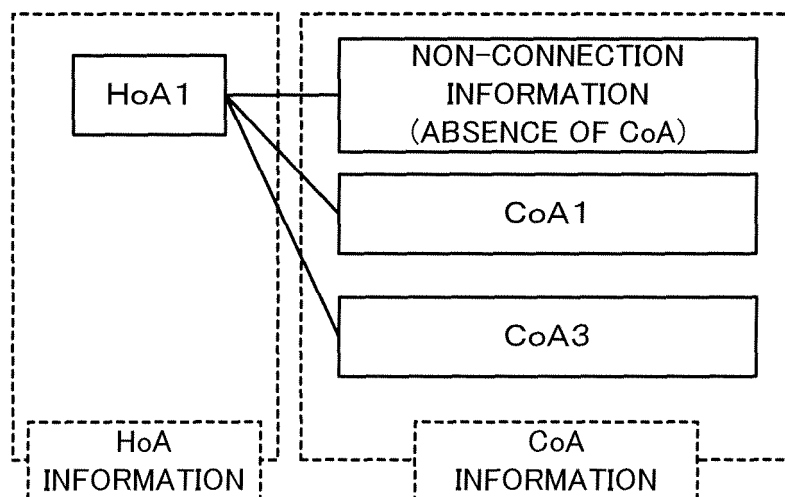 HoA1
NON-CONNECTION
INFORMATION
(ABSENCE OF CoA)
CoA1
CoA3
HoA
INFORMATION
CoA
INFORMATION